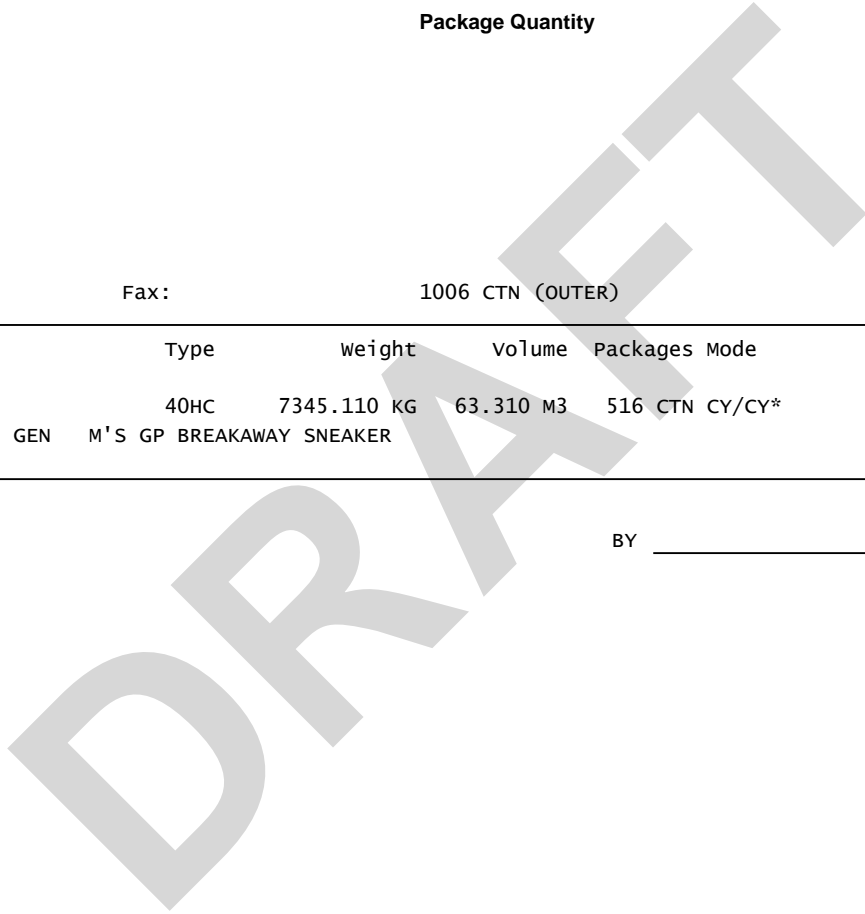 Package Quantity
Fax: 1006 CTN (OUTER)
Type Weight Volume Packages Mode
40HC 7345.110 KG 63.310 M3 516 CTN CY/CY*
GEN M'S GP BREAKAWAY SNEAKER
BY
DRAFT